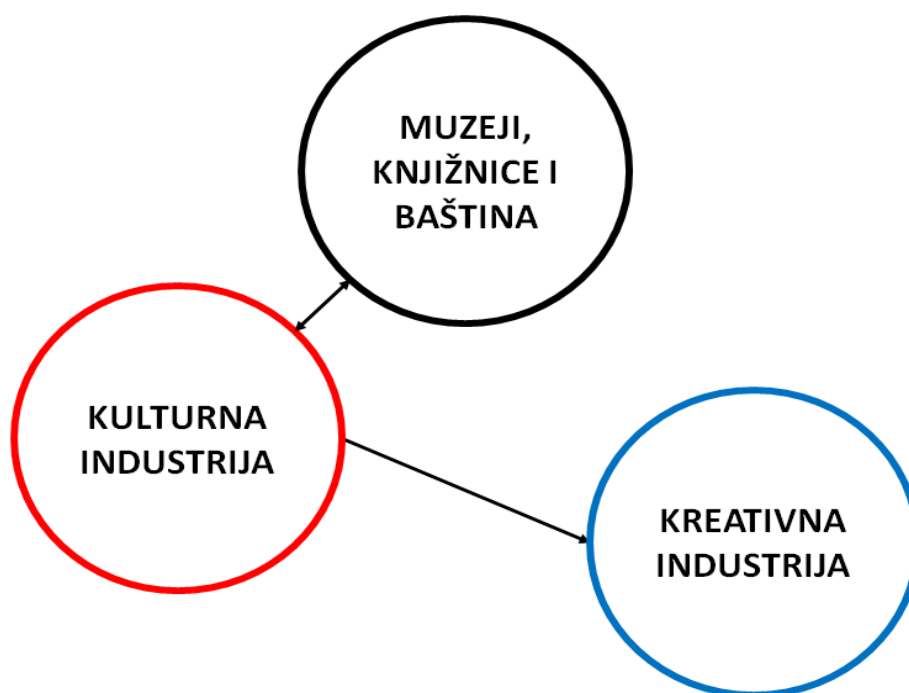 MUZEJI,
KNJIŽNICE I
BAŠTINA
KULTURNA
INDUSTRIJA
KREATIVNA
INDUSTRIJA